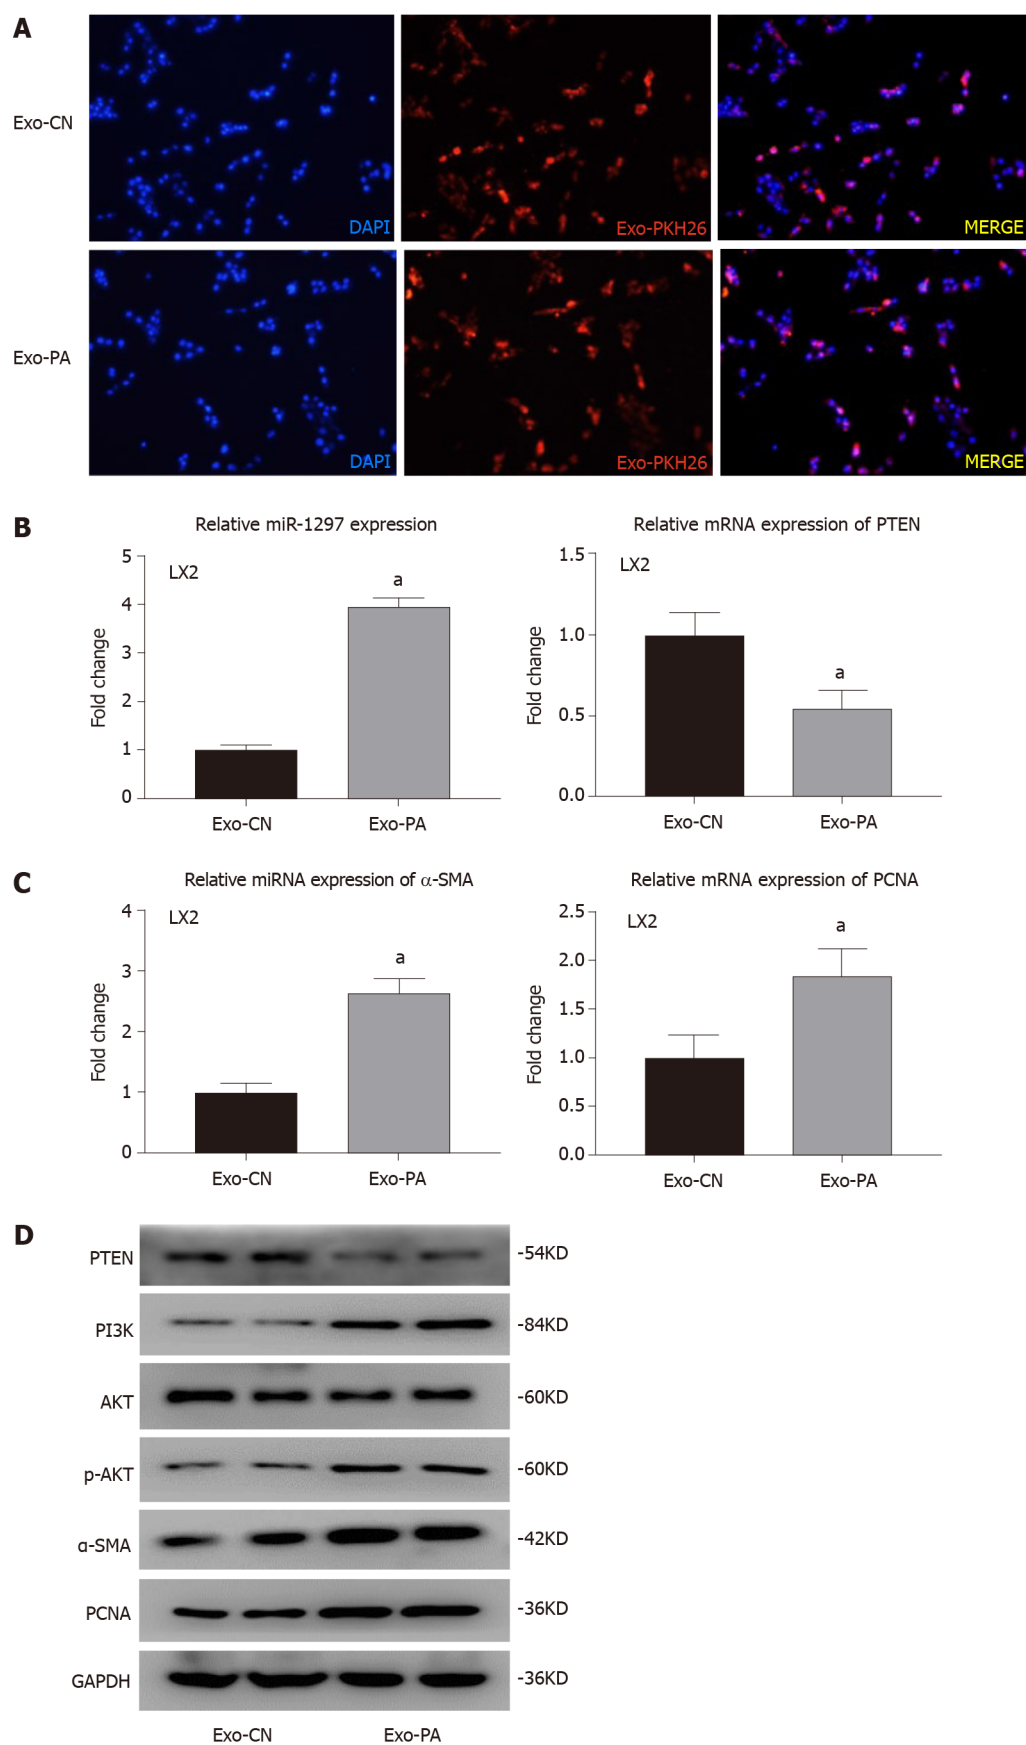 A
Exo-CN
DAPI
Exo-PKH26
MERGE
Exo-PA
DAPI
Exo-PKH26
MERGE
B
Relative miR-1297 expression
LX2
a
5
4
3
2
1
0
Fold change
Exo-CN
Exo-PA
Relative mRNA expression of PTEN
LX2
a
1.5
1.0
0.5
0.0
Fold change
Exo-CN
Exo-PA
C
Relative miRNA expression of α-SMA
LX2
a
4
3
2
1
0
Fold change
Exo-CN
Exo-PA
Relative mRNA expression of PCNA
LX2
a
2.5
2.0
1.5
1.0
0.5
0.0
Fold change
Exo-CN
Exo-PA
D
PTEN -54KD
PI3K -84KD
AKT -60KD
p-AKT -60KD
α-SMA -42KD
PCNA -36KD
GAPDH -36KD
Exo-CN Exo-PA